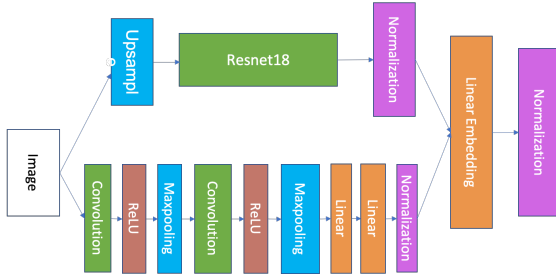 Upsampl
e
Resnet18
Normalization
Linear Embedding
Normalization
Image
Convolution
ReLU
Maxpooling
Convolution
ReLU
Maxpooling
Linear
Linear
Normalization